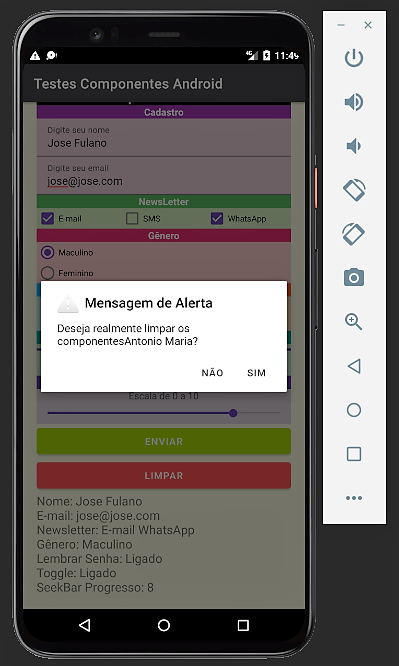 4G 11:45
Testes Componentes Android
Cadastro
Digite seu nome
Jose Fulano
Digite seu email
jose@jose.com
NewsLetter
E-mail SMS WhatsApp
Gênero
Maculino
Feminino
Mensagem de Alerta
Deseja realmente limpar os
componentesAntonio Maria?
NÃO SIM
Escala de 0 a 10
ENVIAR
LIMPAR
Nome: Jose Fulano
E-mail: jose@jose.com
Newsletter: E-mail WhatsApp
Gênero: Maculino
Lembrar Senha: Ligado
Toggle: Ligado
SeekBar Progresso: 8